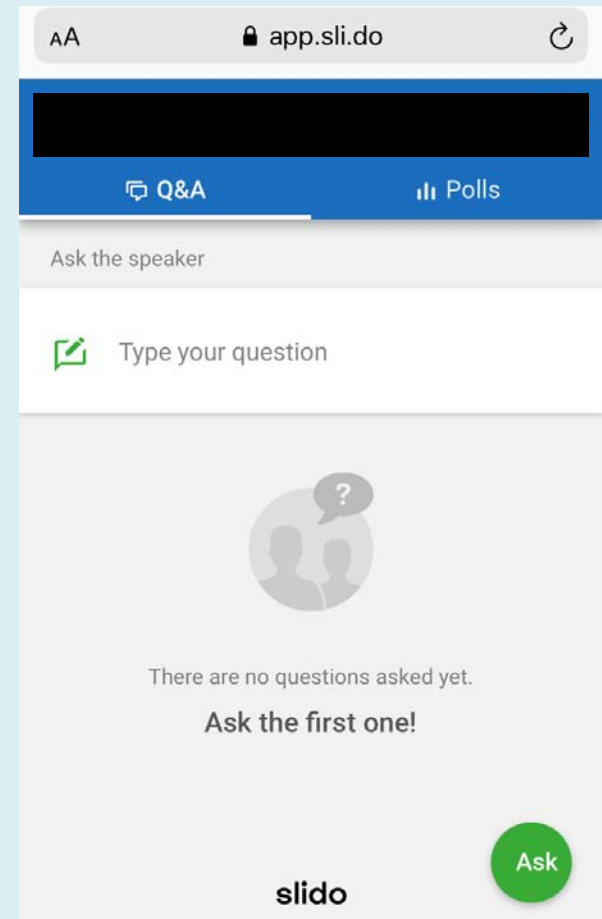 AA app.sli.do
Q&A Polls
Ask the speaker
Type your question
?
There are no questions asked yet.
Ask the first one!
Ask
slido